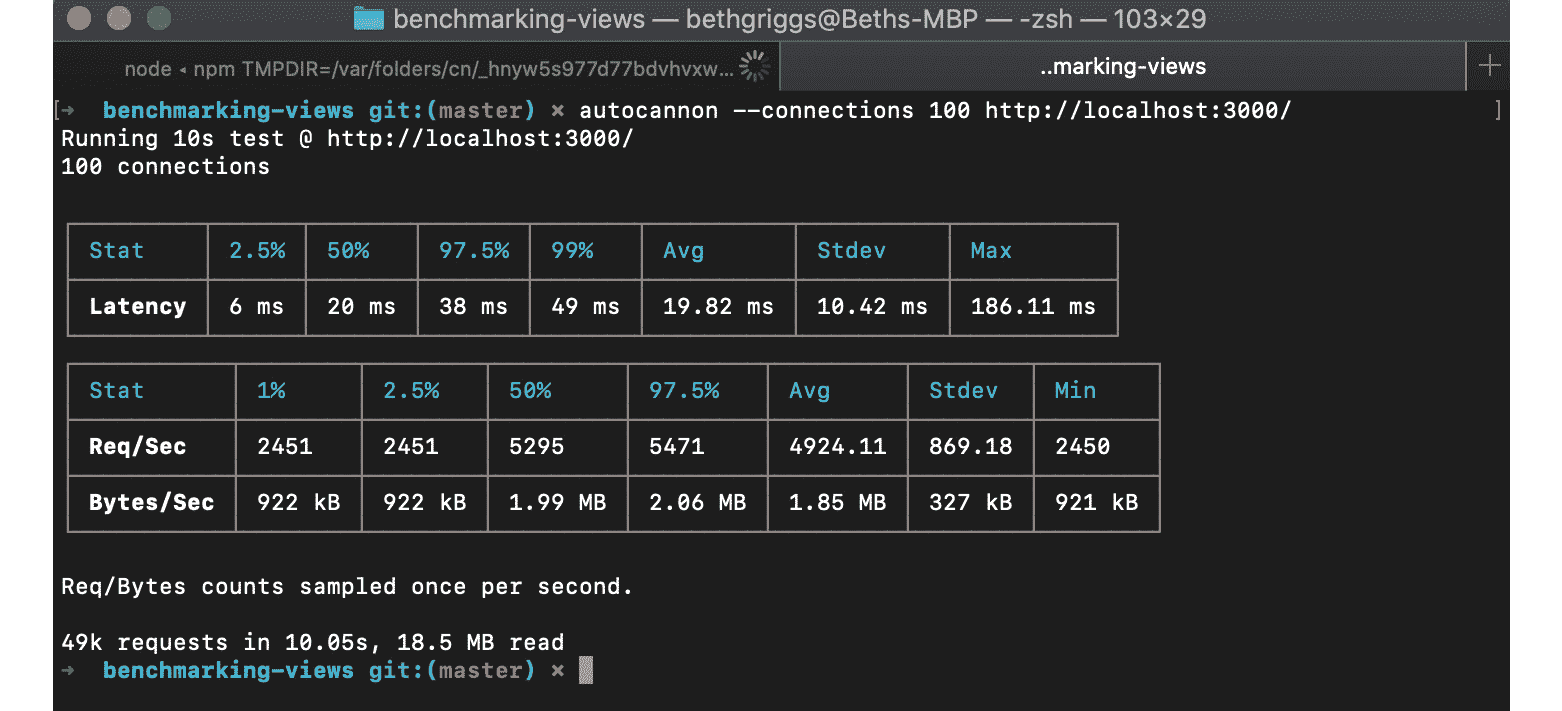 benchmarking-views — bethgriggs@Beths-MBP — -zsh — 103×29
node ◂ npm TMPDIR=/var/folders/cn/_hnyw5s977d77bdvhvxw... ..marking-views +
[➜ benchmarking-views git:(master) × autocannon --connections 100 http://localhost:3000/ ]
Running 10s test @ http://localhost:3000/
100 connections
Stat 2.5% 50% 97.5% 99% Avg Stdev Max
Latency 6 ms 20 ms 38 ms 49 ms 19.82 ms 10.42 ms 186.11 ms
Stat 1% 2.5% 50% 97.5% Avg Stdev Min
Req/Sec 2451 2451 5295 5471 4924.11 869.18 2450
Bytes/Sec 922 kB 922 kB 1.99 MB 2.06 MB 1.85 MB 327 kB 921 kB
Req/Bytes counts sampled once per second.
49k requests in 10.05s, 18.5 MB read
➜ benchmarking-views git:(master) ×